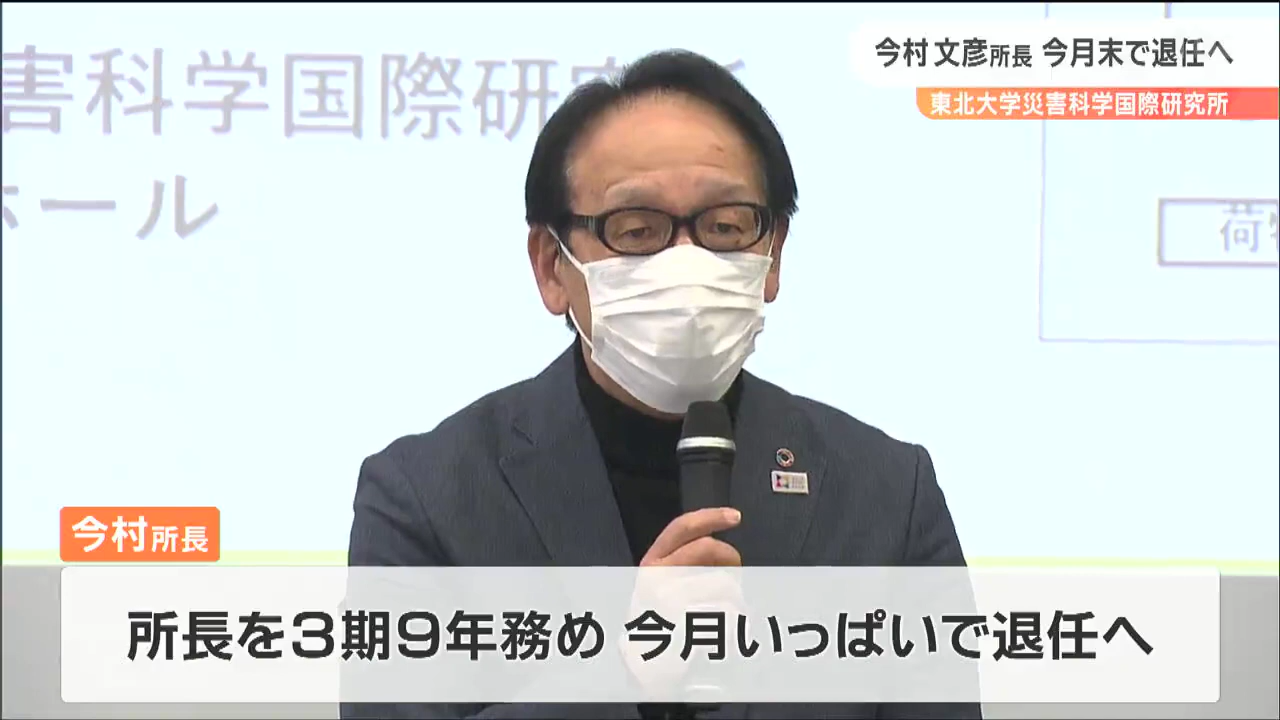 今村 文彦所長 今月末で退任へ
東北大学災害科学国際研究所
害科学国際研究所
ホール
荷物
今村所長
所長を3期9年務め 今月いっぱいで退任へ